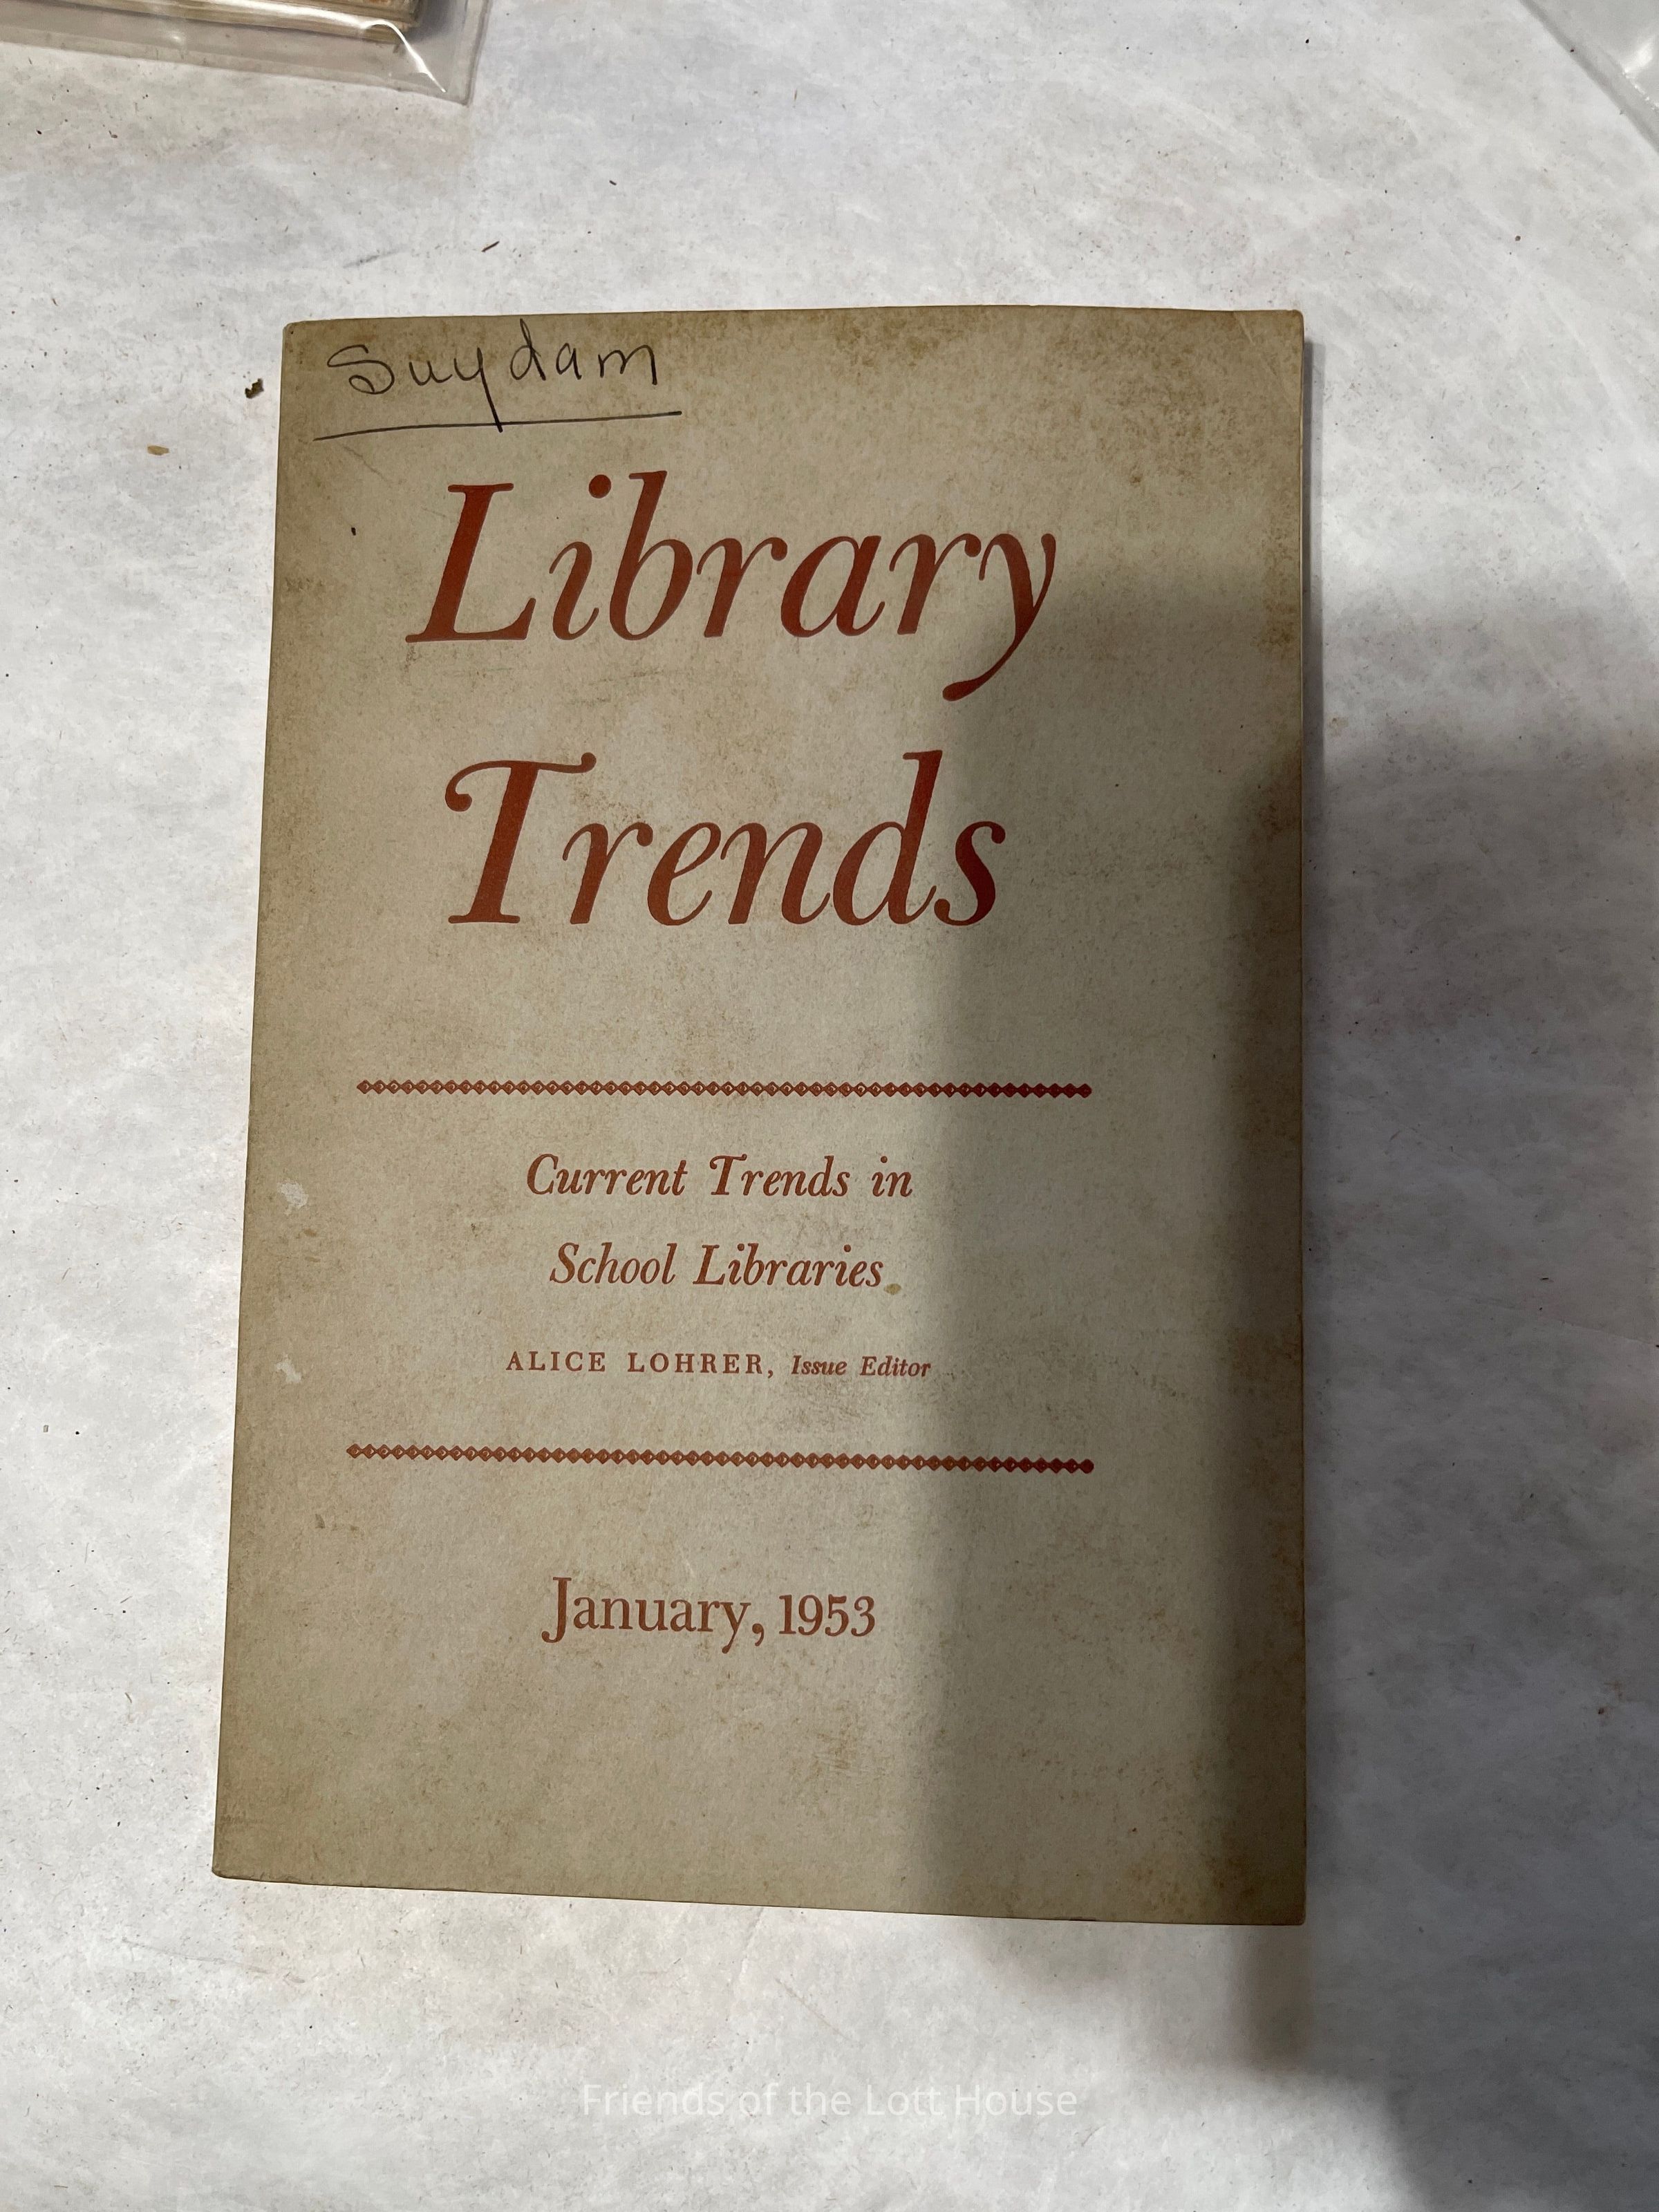 Suydam
Library
Trends
Current Trends in
School Libraries
ALICE LOHRER, Issue Editor
January, 1953
Friends of the Lott House